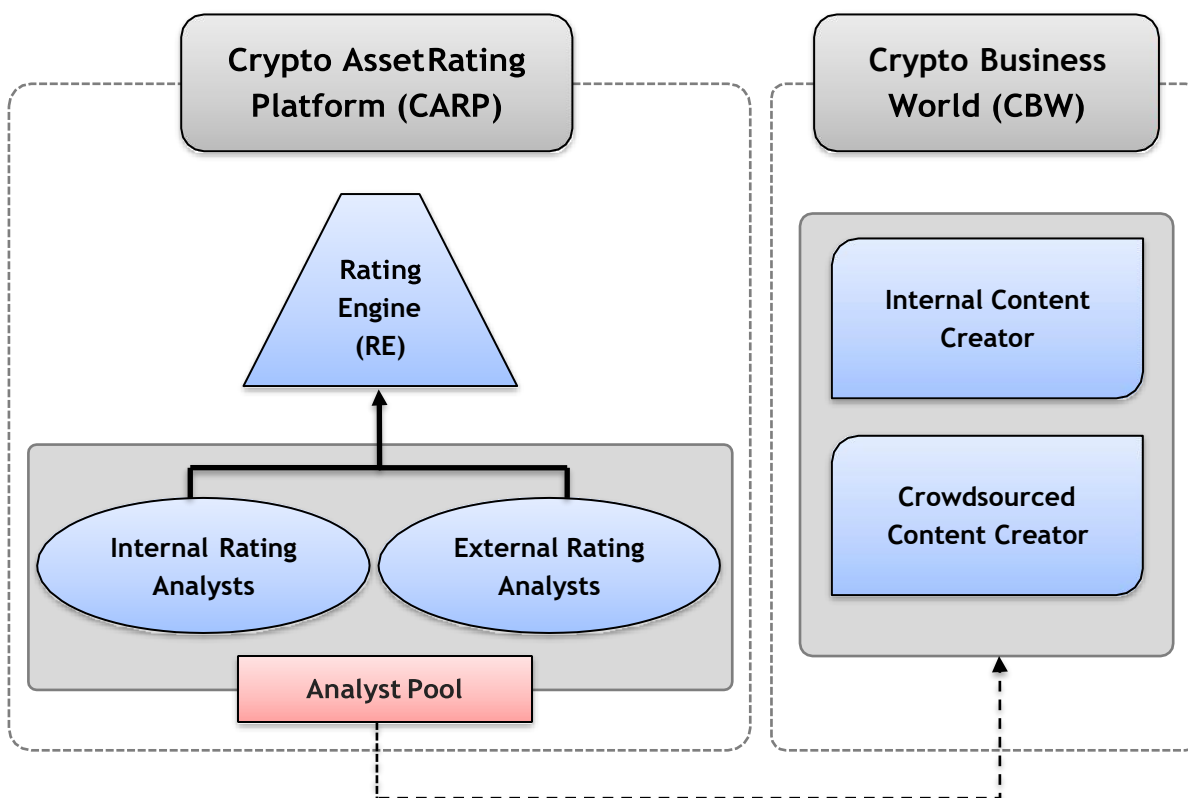 Crypto AssetRating
Platform (CARP)
Crypto Business
World (CBW)
Rating
Engine
(RE)
Internal Rating
Analysts
External Rating
Analysts
Analyst Pool
Internal Content
Creator
Crowdsourced
Content Creator